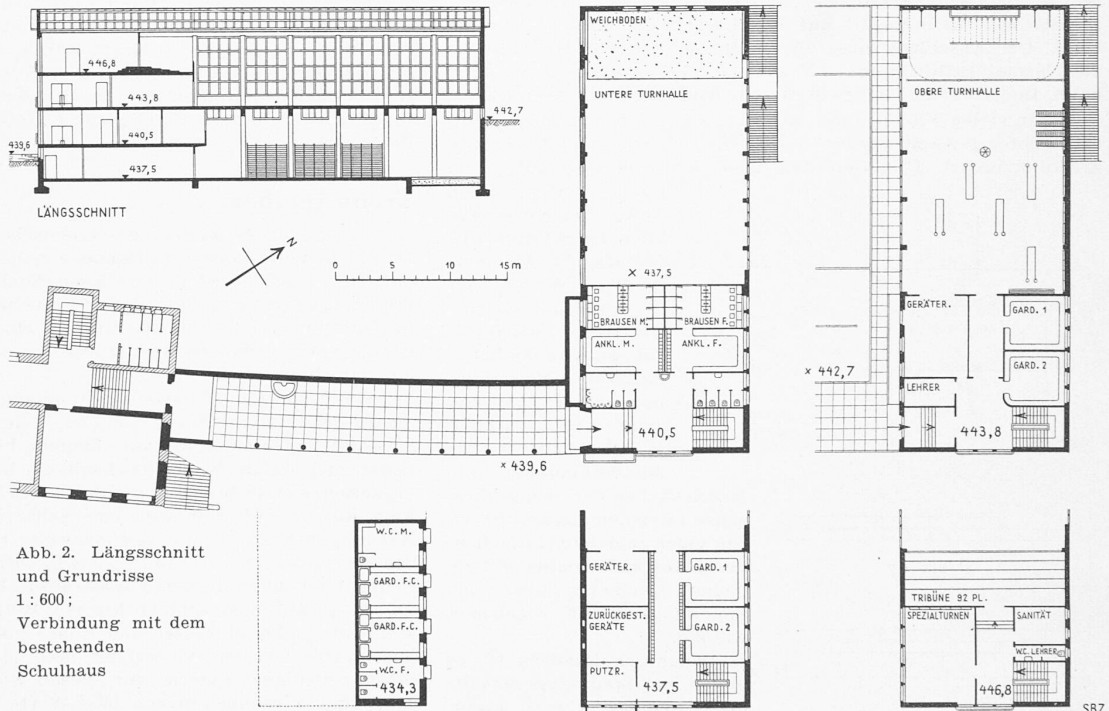 446,8
443,8
440,5
437,5
439,6
442,7
LÄNGSSCHNITT
N
0 5 10 15 m
WEICHBODEN
UNTERE TURNHALLE
437,5
BRAUSEN M. BRAUSEN F.
ANKL. M. ANKL. F.
440,5
439,6
OBERE TURNHALLE
GERÄTER. GARD. 1
GARD. 2
LEHRER
442,7
443,8
Abb. 2. Längsschnitt
und Grundrisse
1 : 600;
Verbindung mit dem
bestehenden
Schulhaus
W.C. M.
GARD. F.C.
GARD. F.C.
W.C. F.
434,3
GERÄTER. GARD. 1
ZURÜCKGEST.
GERÄTE
GARD. 2
PUTZR.
437,5
TRIBÜNE 92 PL.
SPEZIALTURNEN SANITÄT
W.C. LEHRER
446,8
SBZ